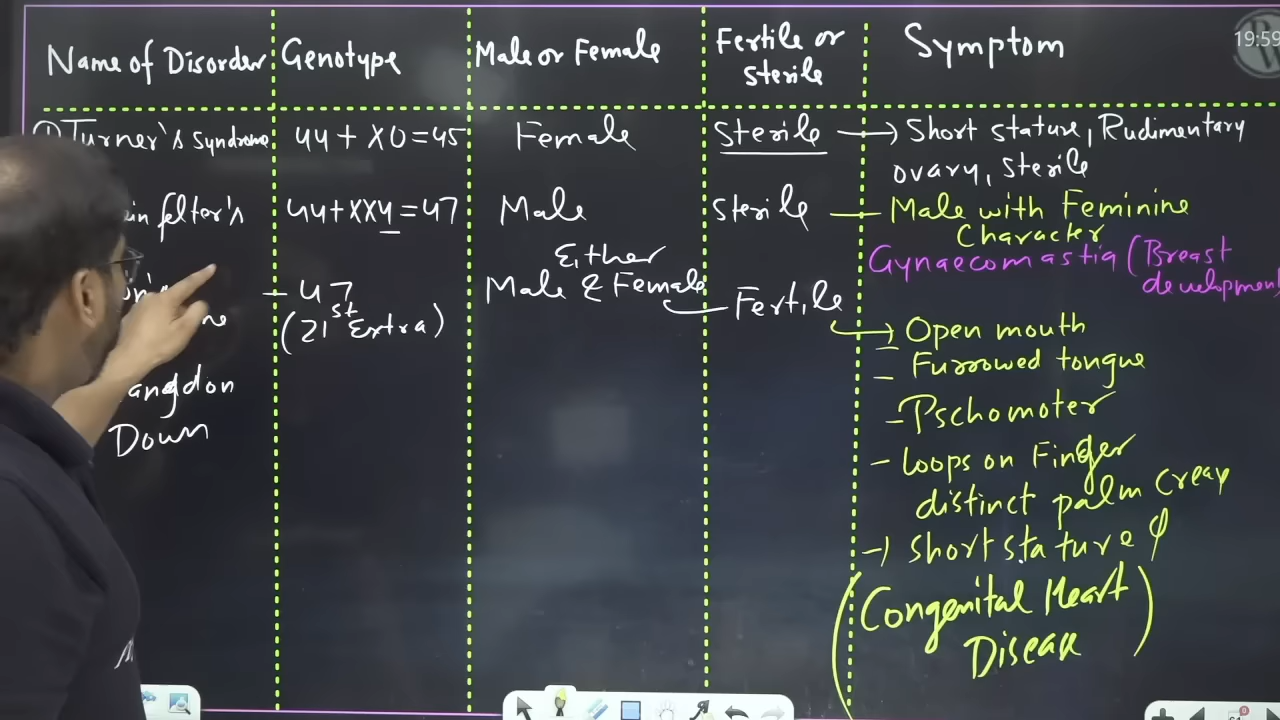 Name of Disorder Genotype Male or Female Fertile or sterile Symptom
19:59
Turner's Syndrome 44 + XO = 45 Female Sterile → Short stature, Rudimentary
ovary, sterile
felter's 44 + XXY = 47 Male sterile — Male with Feminine
Character
Either
Gynaecomastia (Breast
development
— 47 Male & Female Fertile
(21st Extra)
→ Open mouth
– Furrowed tongue
Langdon
Down
– Pschomoter
– Loops on Finger
distinct palm Creax
→ short stature
(Congenital Heart
Disease)